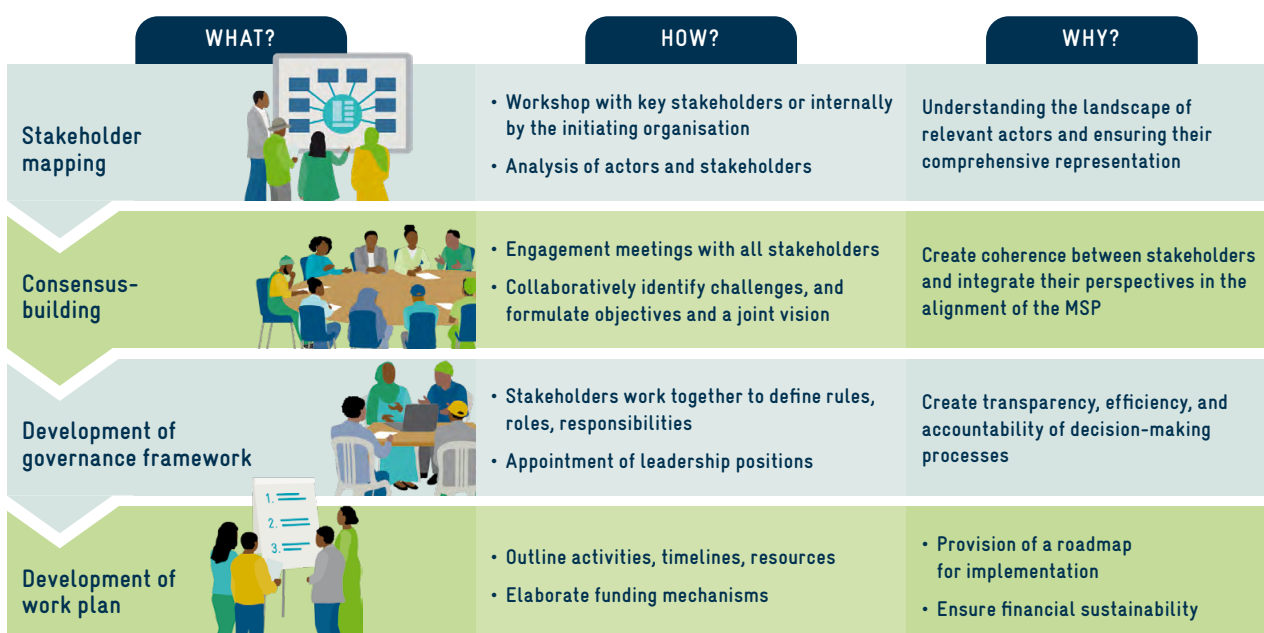 WHAT?
HOW?
WHY?
Stakeholder
mapping
• Workshop with key stakeholders or internally
by the initiating organisation
• Analysis of actors and stakeholders
Understanding the landscape of
relevant actors and ensuring their
comprehensive representation
Consensus-
building
• Engagement meetings with all stakeholders
• Collaboratively identify challenges, and
formulate objectives and a joint vision
Create coherence between stakeholders
and integrate their perspectives in the
alignment of the MSP
Development of
governance framework
• Stakeholders work together to define rules,
roles, responsibilities
• Appointment of leadership positions
Create transparency, efficiency, and
accountability of decision-making
processes
1.
2.
3.
Development of
work plan
• Outline activities, timelines, resources
• Elaborate funding mechanisms
• Provision of a roadmap
for implementation
• Ensure financial sustainability